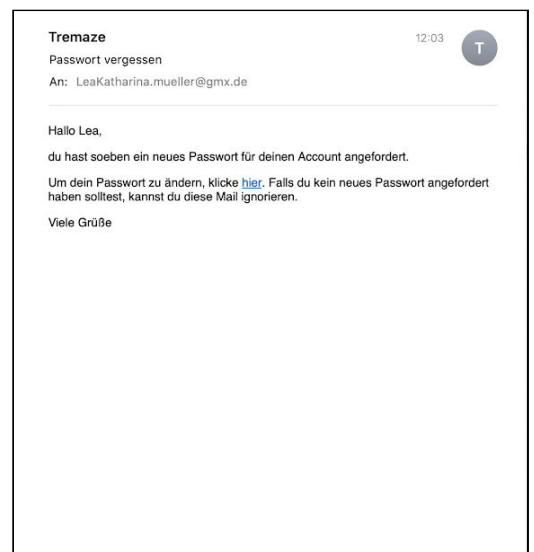 Tremaze
12:03
T
Passwort vergessen
An: LeaKatharina.mueller@gmx.de
Hallo Lea,
du hast soeben ein neues Passwort für deinen Account angefordert.
Um dein Passwort zu ändern, klicke hier. Falls du kein neues Passwort angefordert
haben solltest, kannst du diese Mail ignorieren.
Viele Grüße